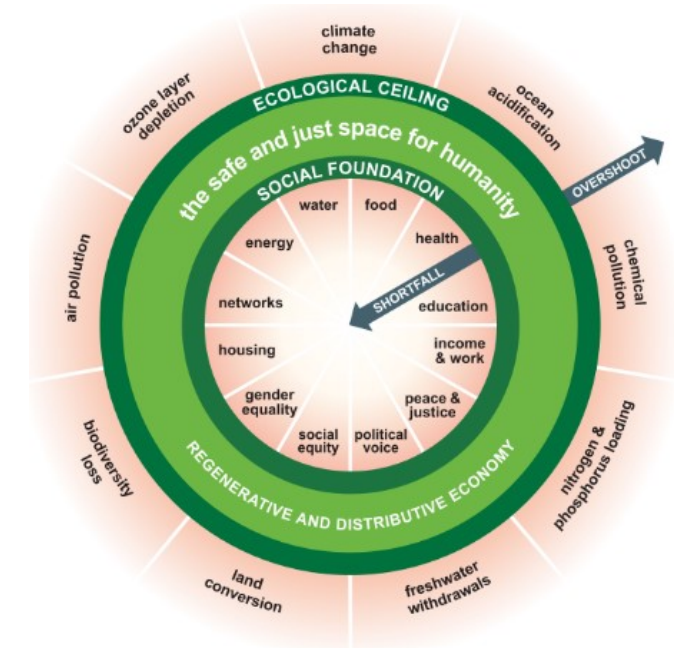 climate
change
ocean
acidification
chemical
pollution
nitrogen &
phosphorus loading
freshwater
withdrawals
land
conversion
biodiversity
loss
air pollution
ozone layer
depletion
OVERSHOOT
ECOLOGICAL CEILING
the safe and just space for humanity
SOCIAL FOUNDATION
water
food
health
SHORTFALL
education
income
& work
peace &
justice
political
voice
social
equity
gender
equality
housing
networks
energy
REGENERATIVE AND DISTRIBUTIVE ECONOMY